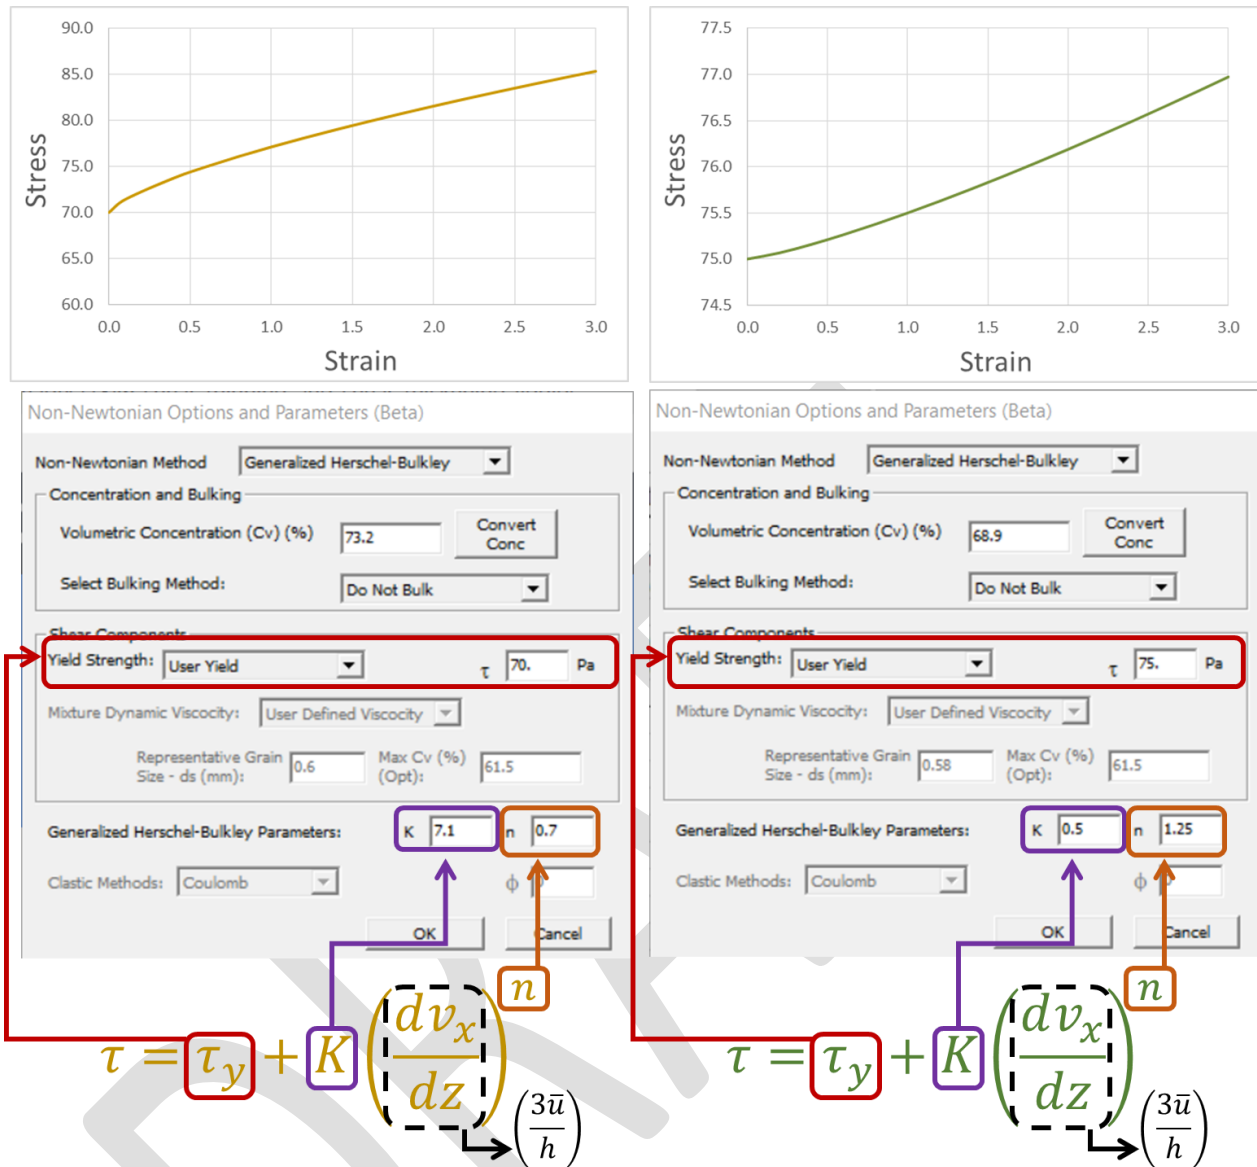 90.0
85.0
80.0
75.0
70.0
65.0
60.0
Stress
0.0 0.5 1.0 1.5 2.0 2.5 3.0
Strain
77.5
77.0
76.5
76.0
75.5
75.0
74.5
Stress
0.0 0.5 1.0 1.5 2.0 2.5 3.0
Strain
Non-Newtonian Options and Parameters (Beta)
Non-Newtonian Method Generalized Herschel-Bulkley
Concentration and Bulking
Volumetric Concentration (Cv) (%) 73.2 Convert Conc
Select Bulking Method: Do Not Bulk
Shear Components
Yield Strength: User Yield τ 70. Pa
Mixture Dynamic Viscocity: User Defined Viscocity
Representative Grain Size - ds (mm): 0.6 Max Cv (%) (Opt): 61.5
Generalized Herschel-Bulkley Parameters: K 7.1 n 0.7
Clastic Methods: Coulomb ϕ
OK Cancel
τ = τy + K (dvx/dz)^n
(3ū/h)
Non-Newtonian Options and Parameters (Beta)
Non-Newtonian Method Generalized Herschel-Bulkley
Concentration and Bulking
Volumetric Concentration (Cv) (%) 68.9 Convert Conc
Select Bulking Method: Do Not Bulk
Shear Components
Yield Strength: User Yield τ 75. Pa
Mixture Dynamic Viscocity: User Defined Viscocity
Representative Grain Size - ds (mm): 0.58 Max Cv (%) (Opt): 61.5
Generalized Herschel-Bulkley Parameters: K 0.5 n 1.25
Clastic Methods: Coulomb ϕ
OK Cancel
τ = τy + K (dvx/dz)^n
(3ū/h)